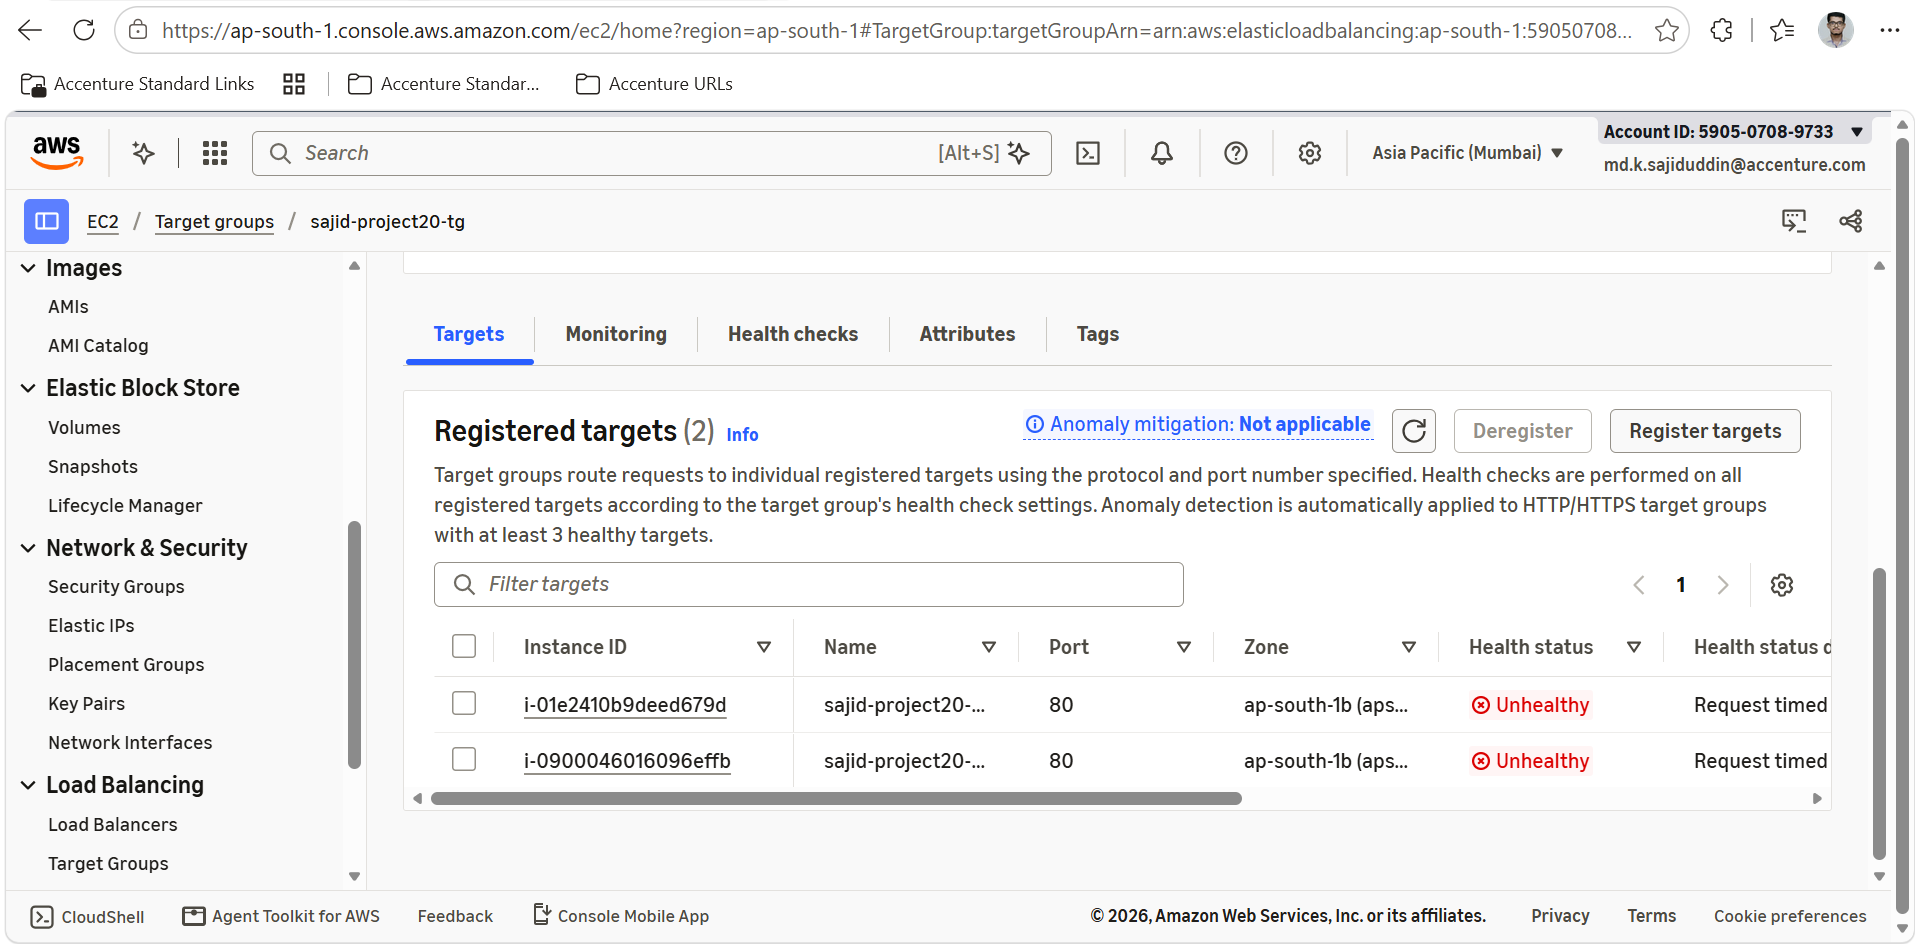 https://ap-south-1.console.aws.amazon.com/ec2/home?region=ap-south-1#TargetGroup:targetGroupArn=arn:aws:elasticloadbalancing:ap-south-1:59050708...
Accenture Standard Links
Accenture Standar...
Accenture URLs
aws
Search
[Alt+S]
Asia Pacific (Mumbai)
Account ID: 5905-0708-9733
md.k.sajiduddin@accenture.com
EC2 / Target groups / sajid-project20-tg
Images
AMIs
AMI Catalog
Elastic Block Store
Volumes
Snapshots
Lifecycle Manager
Network & Security
Security Groups
Elastic IPs
Placement Groups
Key Pairs
Network Interfaces
Load Balancing
Load Balancers
Target Groups
Targets
Monitoring
Health checks
Attributes
Tags
Registered targets (2) Info
Anomaly mitigation: Not applicable
Deregister
Register targets
Target groups route requests to individual registered targets using the protocol and port number specified. Health checks are performed on all
registered targets according to the target group's health check settings. Anomaly detection is automatically applied to HTTP/HTTPS target groups
with at least 3 healthy targets.
Filter targets
1
Instance ID Name Port Zone Health status Health status d
i-01e2410b9deed679d sajid-project20-... 80 ap-south-1b (aps... Unhealthy Request timed
i-0900046016096effb sajid-project20-... 80 ap-south-1b (aps... Unhealthy Request timed
CloudShell
Agent Toolkit for AWS
Feedback
Console Mobile App
© 2026, Amazon Web Services, Inc. or its affiliates.
Privacy
Terms
Cookie preferences